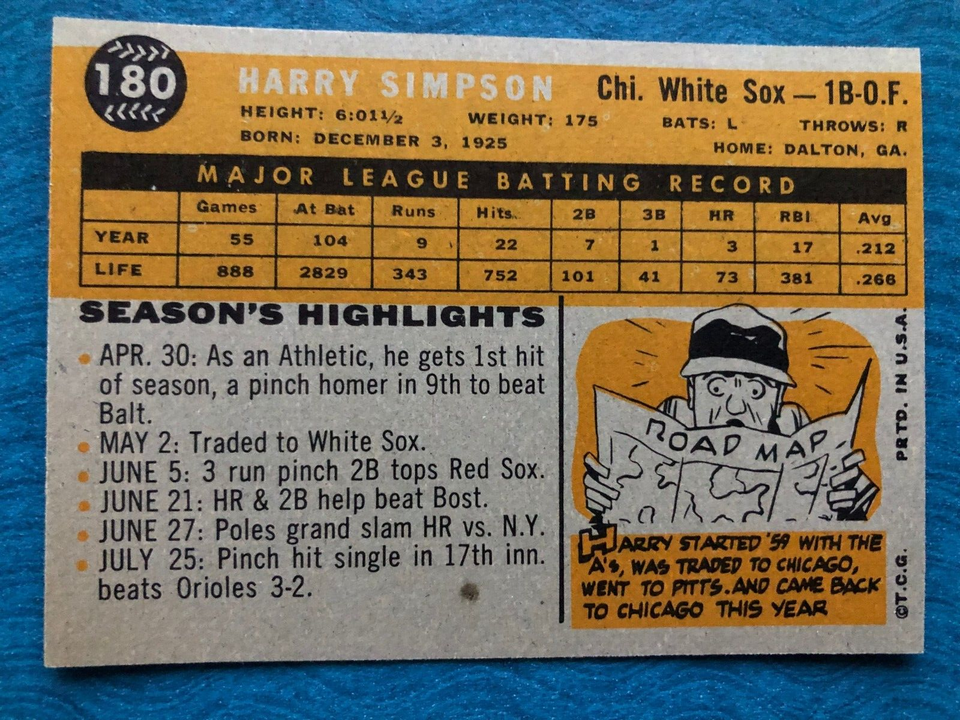 180
HARRY SIMPSON Chi. White Sox — 1B-O.F.
HEIGHT: 6:01½ WEIGHT: 175 BATS: L THROWS: R
BORN: DECEMBER 3, 1925 HOME: DALTON, GA.
MAJOR LEAGUE BATTING RECORD
Games At Bat Runs Hits 2B 3B HR RBI Avg
YEAR 55 104 9 22 7 1 3 17 .212
LIFE 888 2829 343 752 101 41 73 381 .266
SEASON'S HIGHLIGHTS
APR. 30: As an Athletic, he gets 1st hit
of season, a pinch homer in 9th to beat
Balt.
MAY 2: Traded to White Sox.
JUNE 5: 3 run pinch 2B tops Red Sox.
JUNE 21: HR & 2B help beat Bost.
JUNE 27: Poles grand slam HR vs. N.Y.
JULY 25: Pinch hit single in 17th inn.
beats Orioles 3-2.
ROAD MAP
HARRY STARTED '59 WITH THE
A's, WAS TRADED TO CHICAGO,
WENT TO PITTS. AND CAME BACK
TO CHICAGO THIS YEAR
©T.C.G. PRTD. IN U.S.A.